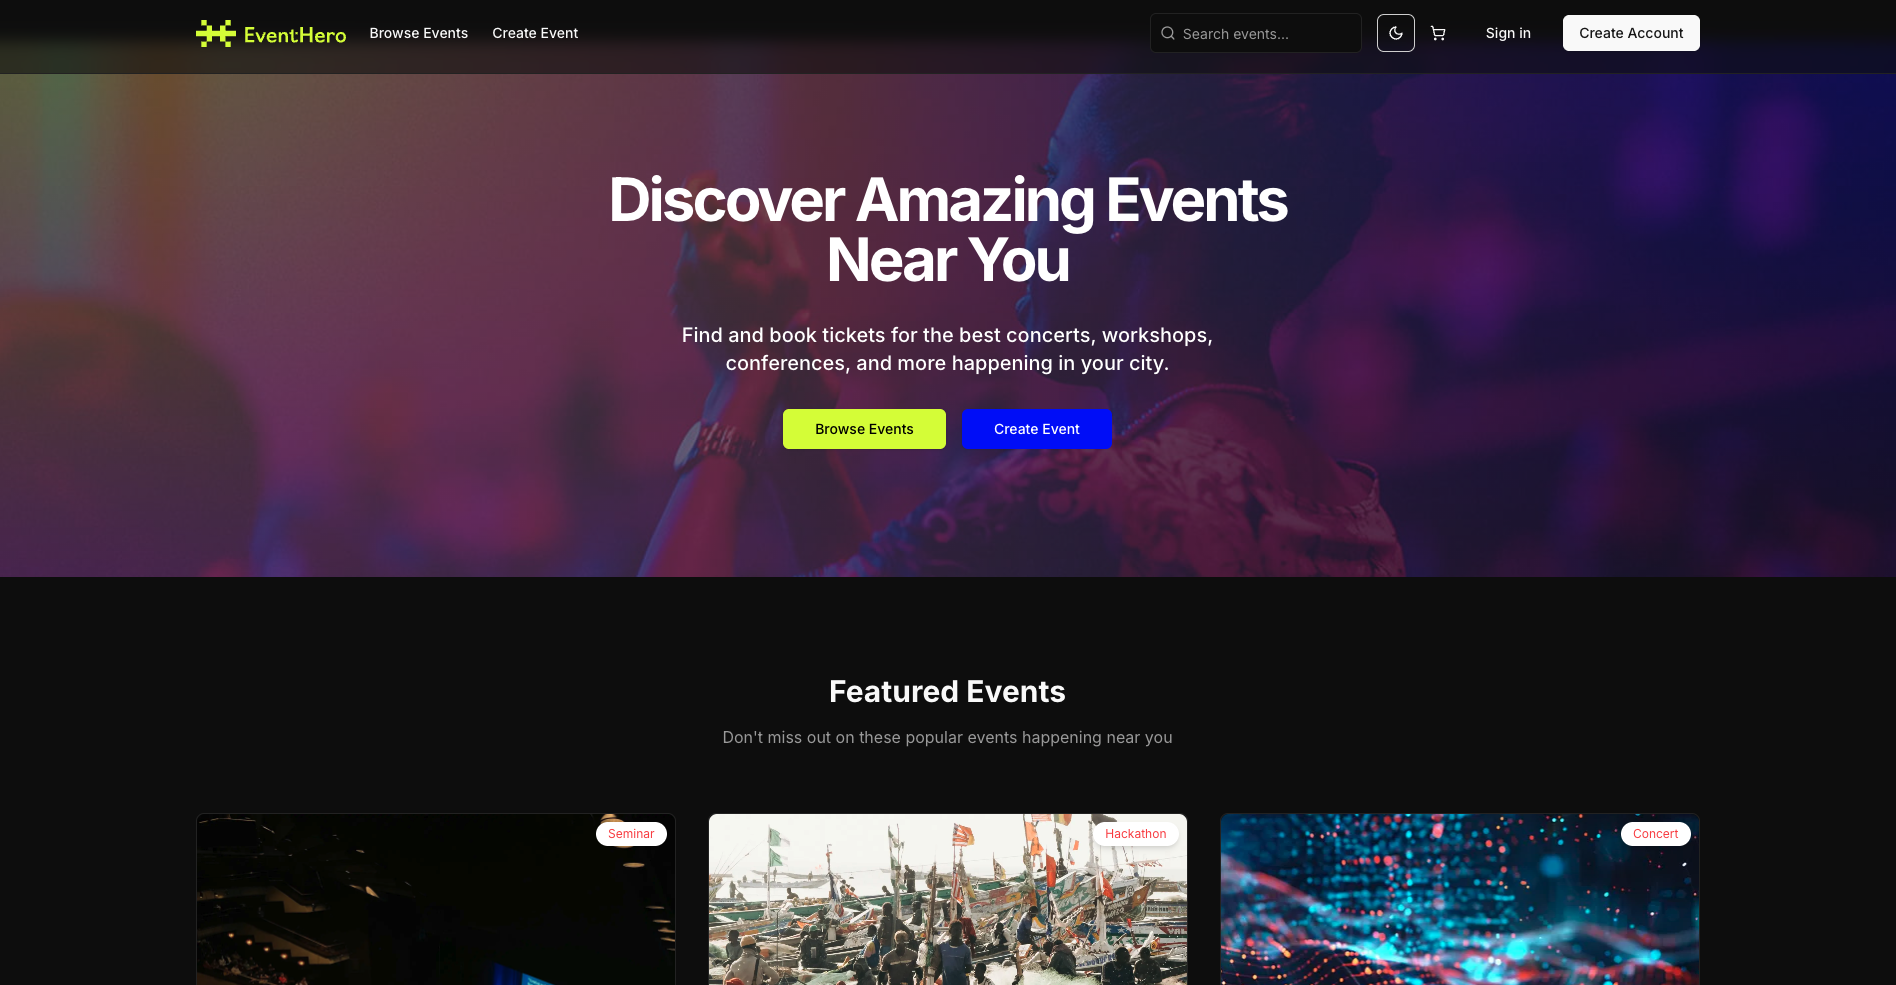 EventHero
Browse Events
Create Event
Search events...
Sign in
Create Account
Discover Amazing Events
Near You
Find and book tickets for the best concerts, workshops,
conferences, and more happening in your city.
Browse Events
Create Event
Featured Events
Don't miss out on these popular events happening near you
Seminar
Hackathon
Concert